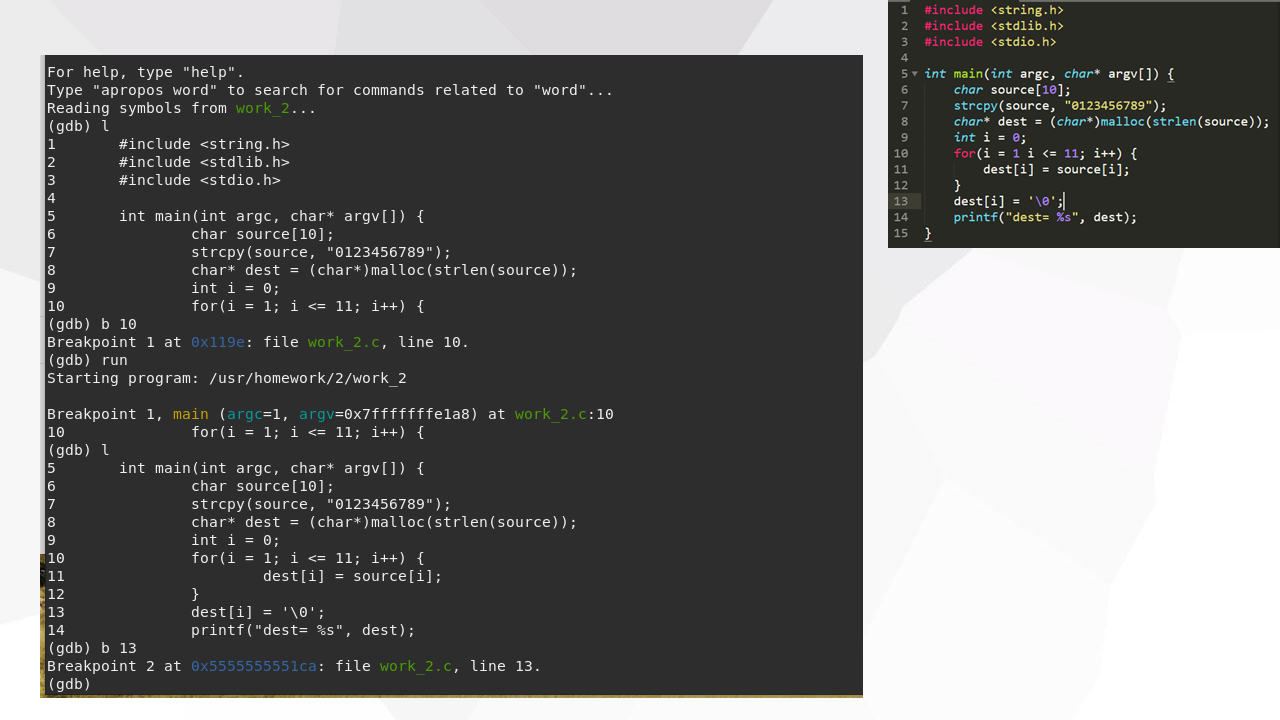 For help, type "help".
Type "apropos word" to search for commands related to "word"...
Reading symbols from work_2...
(gdb) l
1 #include <string.h>
2 #include <stdlib.h>
3 #include <stdio.h>
4
5 int main(int argc, char* argv[]) {
6 char source[10];
7 strcpy(source, "0123456789");
8 char* dest = (char*)malloc(strlen(source));
9 int i = 0;
10 for(i = 1; i <= 11; i++) {
(gdb) b 10
Breakpoint 1 at 0x119e: file work_2.c, line 10.
(gdb) run
Starting program: /usr/homework/2/work_2
Breakpoint 1, main (argc=1, argv=0x7fffffffe1a8) at work_2.c:10
10 for(i = 1; i <= 11; i++) {
(gdb) l
5 int main(int argc, char* argv[]) {
6 char source[10];
7 strcpy(source, "0123456789");
8 char* dest = (char*)malloc(strlen(source));
9 int i = 0;
10 for(i = 1; i <= 11; i++) {
11 dest[i] = source[i];
12 }
13 dest[i] = '\0';
14 printf("dest= %s", dest);
(gdb) b 13
Breakpoint 2 at 0x5555555551ca: file work_2.c, line 13.
(gdb)
1 #include <string.h>
2 #include <stdlib.h>
3 #include <stdio.h>
4
5 int main(int argc, char* argv[]) {
6 char source[10];
7 strcpy(source, "0123456789");
8 char* dest = (char*)malloc(strlen(source));
9 int i = 0;
10 for(i = 1 i <= 11; i++) {
11 dest[i] = source[i];
12 }
13 dest[i] = '\0';
14 printf("dest= %s", dest);
15 }